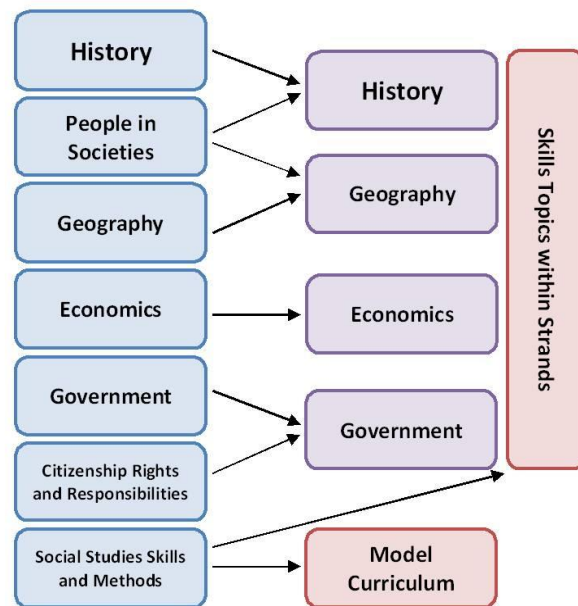 History
People in
Societies
Geography
Economics
Government
Citizenship Rights
and Responsibilities
Social Studies Skills
and Methods
History
Geography
Economics
Government
Model
Curriculum
Skills Topics within Strands